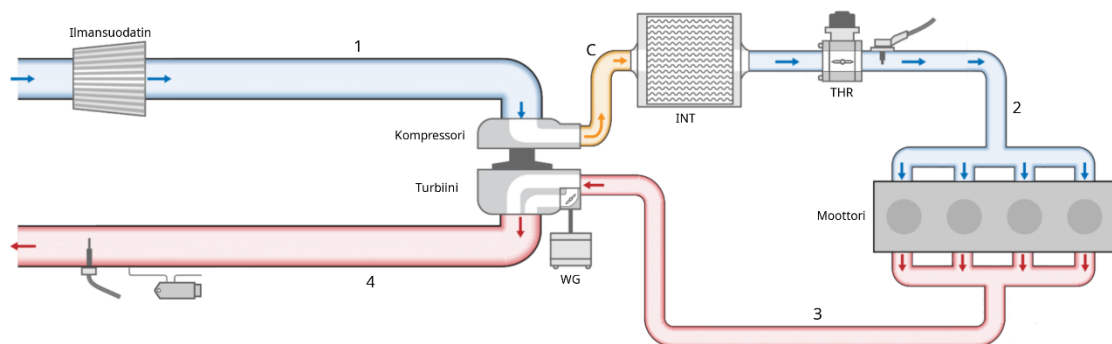 Ilmansuodatin
1
C
THR
INT
2
Kompressori
Turbiini
Moottori
WG
4
3